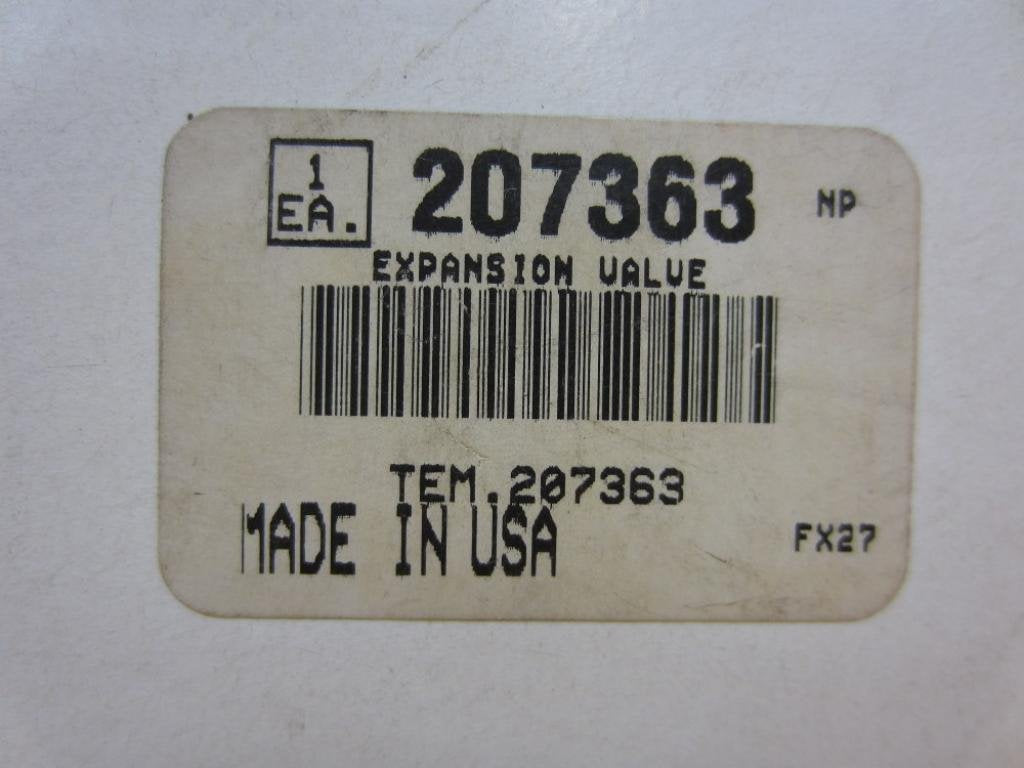 1
EA.
207363
NP
EXPANSION VALVE
TEM.207363
MADE IN USA
FX27